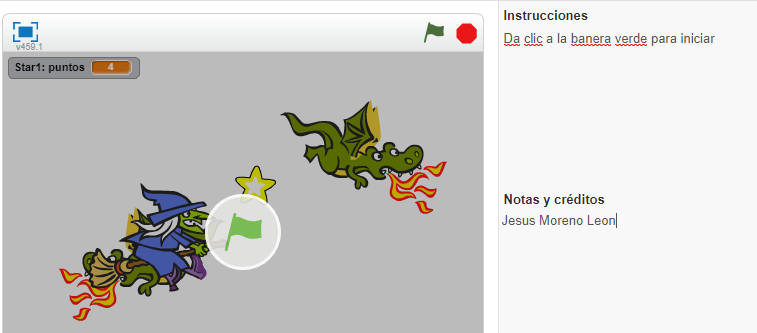 v459.1
Star1: puntos 4
Instrucciones
Da clic a la banera verde para iniciar
Notas y créditos
Jesus Moreno Leon